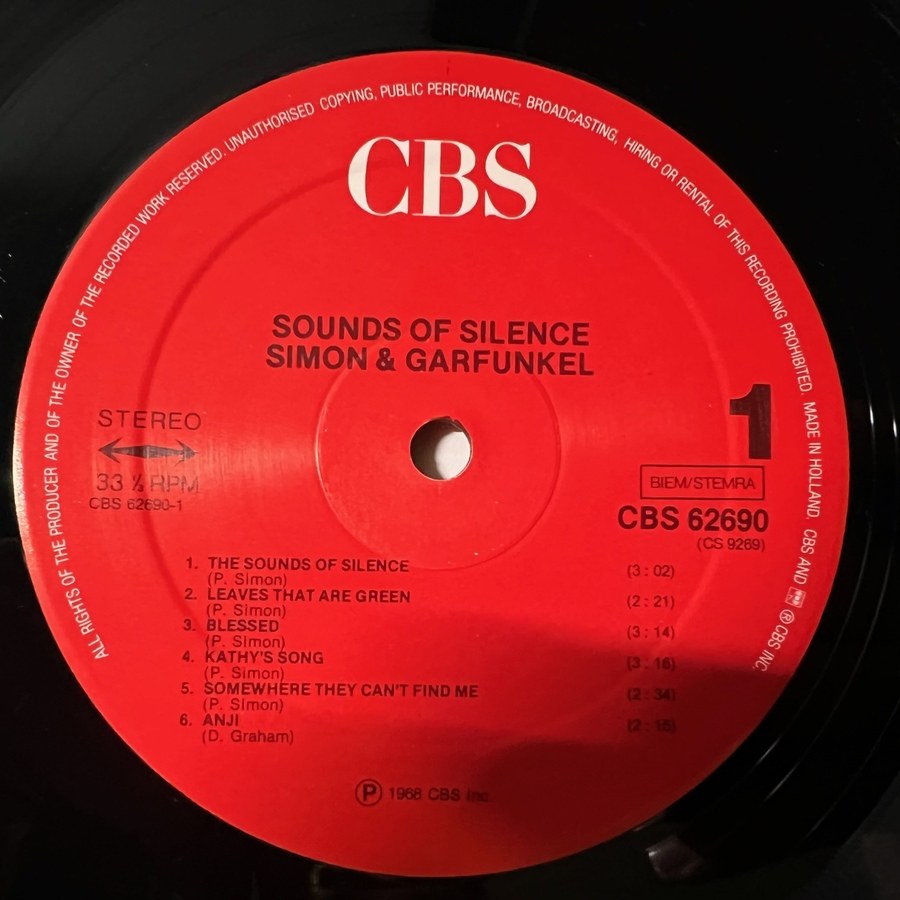 ALL RIGHTS OF THE PRODUCER AND OF THE OWNER OF THE RECORDED WORK RESERVED. UNAUTHORISED COPYING, PUBLIC PERFORMANCE, BROADCASTING, HIRING OR RENTAL OF THIS RECORDING PROHIBITED. MADE IN HOLLAND. CBS AND ® CBS INC.
CBS
SOUNDS OF SILENCE
SIMON & GARFUNKEL
STEREO
33 ⅓ RPM
CBS 62690-1
1
BIEM/STEMRA
CBS 62690
(CS 9269)
1. THE SOUNDS OF SILENCE (3:02)
(P. Simon)
2. LEAVES THAT ARE GREEN (2:21)
(P. Simon)
3. BLESSED (3:14)
(P. Simon)
4. KATHY'S SONG (3:16)
(P. Simon)
5. SOMEWHERE THEY CAN'T FIND ME (2:34)
(P. Simon)
6. ANJI
(D. Graham)
Ⓟ 1968 CBS Inc.